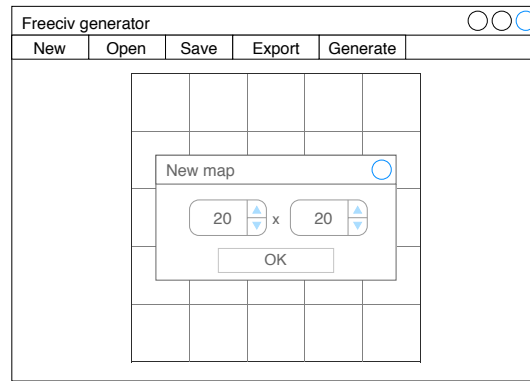 Freeciv generator
New Open Save Export Generate
New map
20 x 20
OK